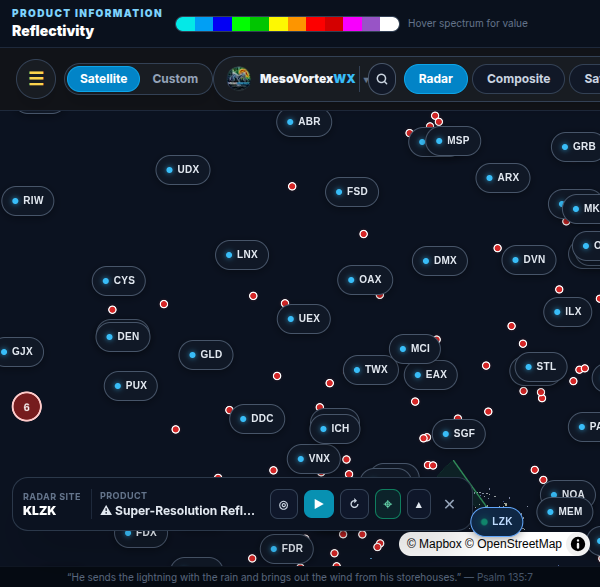 PRODUCT INFORMATION
Reflectivity
Hover spectrum for value
Satellite
Custom
MesoVortexWX
Radar
Composite
ABR
MSP
GRB
UDX
FSD
ARX
RIW
LNX
DMX
DVN
CYS
OAX
UEX
ILX
DEN
GJX
GLD
MCI
TWX
EAX
STL
PUX
6
DDC
ICH
SGF
VNX
RADAR SITE
KLZK
PRODUCT
⚠ Super-Resolution Refl...
NOA
MEM
LZK
FDX
FDR
© Mapbox © OpenStreetMap
“He sends the lightning with the rain and brings out the wind from his storehouses.” — Psalm 135:7